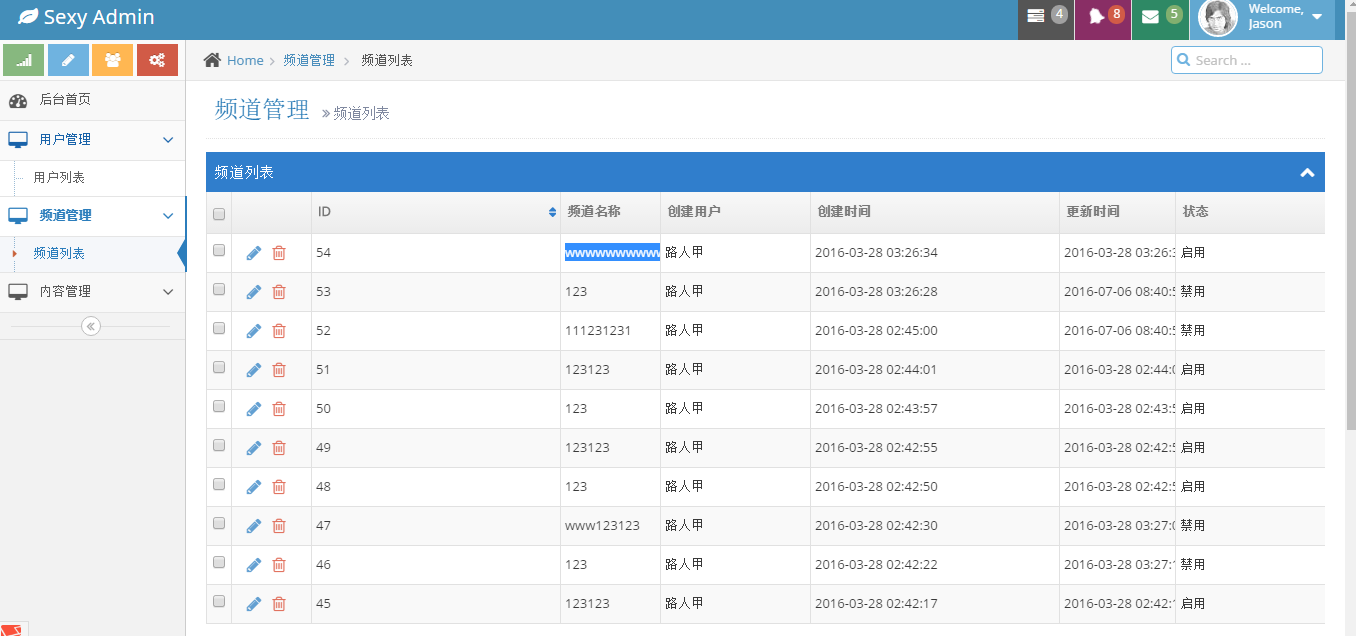 Sexy Admin 4 8 5 Welcome, Jason
Home > 频道管理 > 频道列表 Search ...
后台首页
用户管理
用户列表
频道管理
频道列表
内容管理
频道管理 » 频道列表
频道列表
ID 频道名称 创建用户 创建时间 更新时间 状态
54 wwwwwwwwww 路人甲 2016-03-28 03:26:34 2016-03-28 03:26: 启用
53 123 路人甲 2016-03-28 03:26:28 2016-07-06 08:40: 禁用
52 111231231 路人甲 2016-03-28 02:45:00 2016-07-06 08:40: 禁用
51 123123 路人甲 2016-03-28 02:44:01 2016-03-28 02:44: 启用
50 123 路人甲 2016-03-28 02:43:57 2016-03-28 02:43: 启用
49 123123 路人甲 2016-03-28 02:42:55 2016-03-28 02:42: 启用
48 123 路人甲 2016-03-28 02:42:50 2016-03-28 02:42: 启用
47 www123123 路人甲 2016-03-28 02:42:30 2016-03-28 03:27: 禁用
46 123 路人甲 2016-03-28 02:42:22 2016-03-28 03:27: 禁用
45 123123 路人甲 2016-03-28 02:42:17 2016-03-28 02:42: 启用